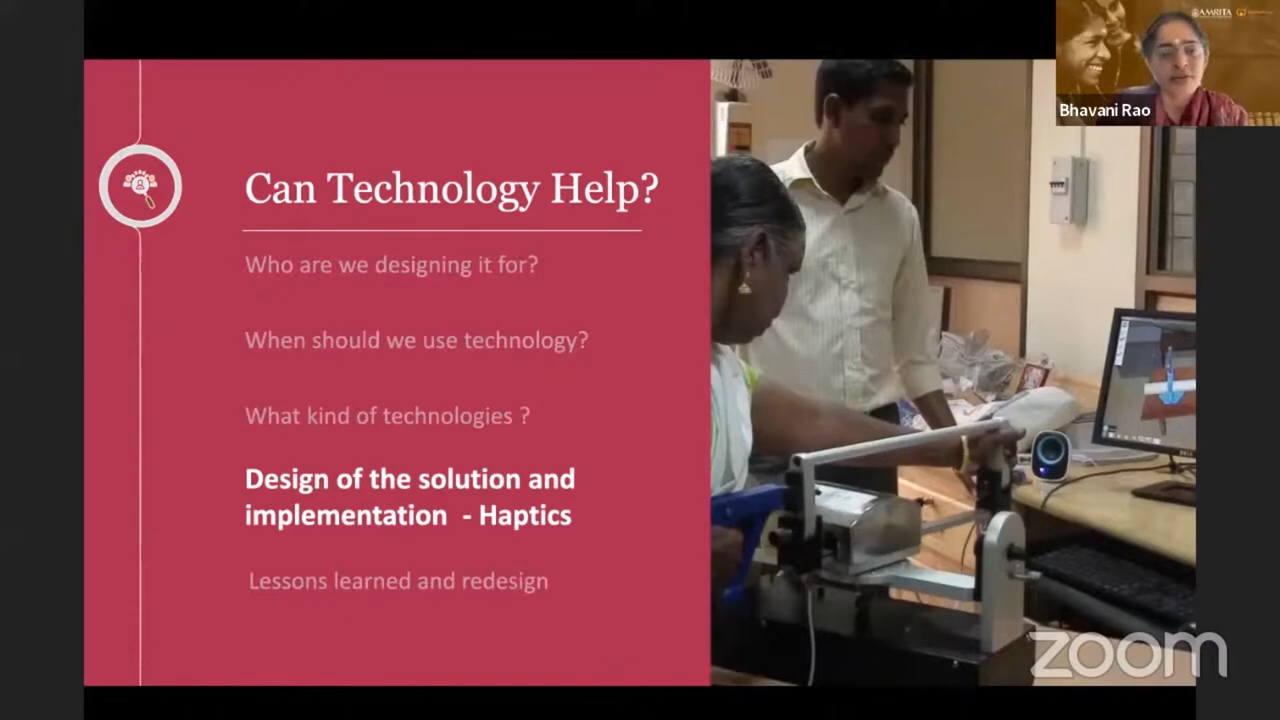 AMRITA
Bhavani Rao
Can Technology Help?
Who are we designing it for?
When should we use technology?
What kind of technologies ?
Design of the solution and
implementation - Haptics
Lessons learned and redesign
DELL
zoom